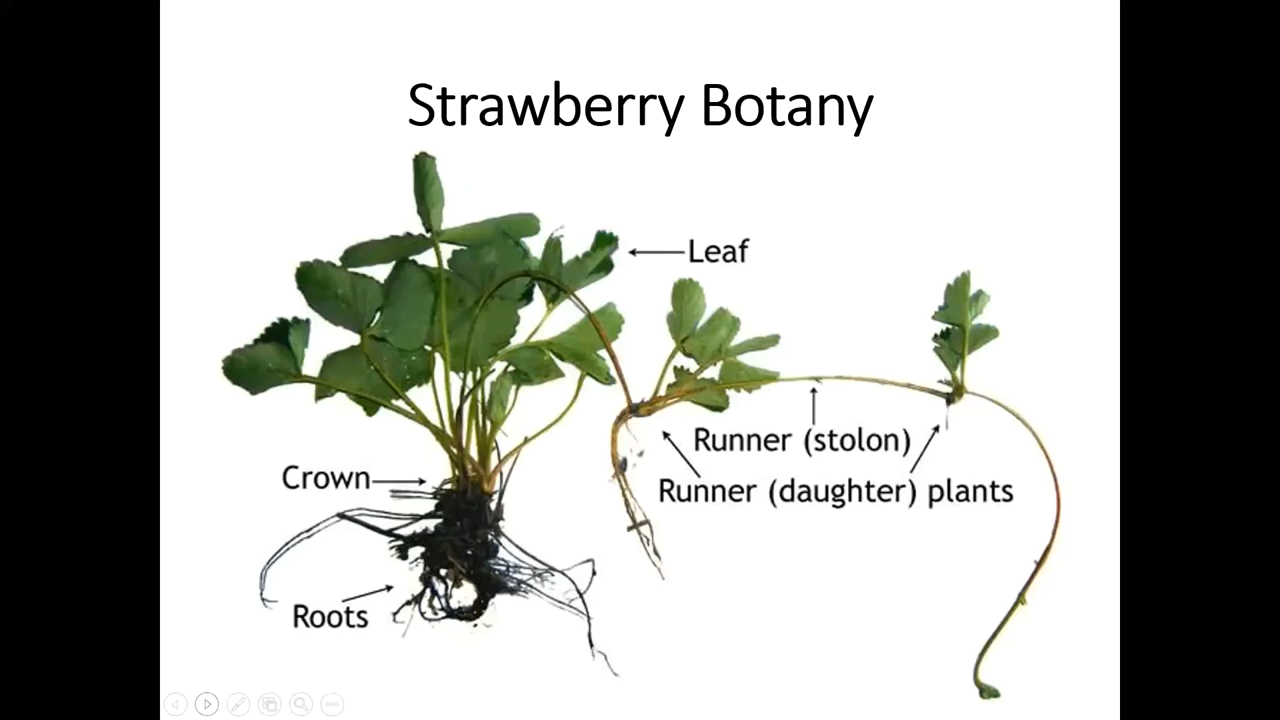 Strawberry Botany
Leaf
Runner (stolon)
Crown
Runner (daughter) plants
Roots